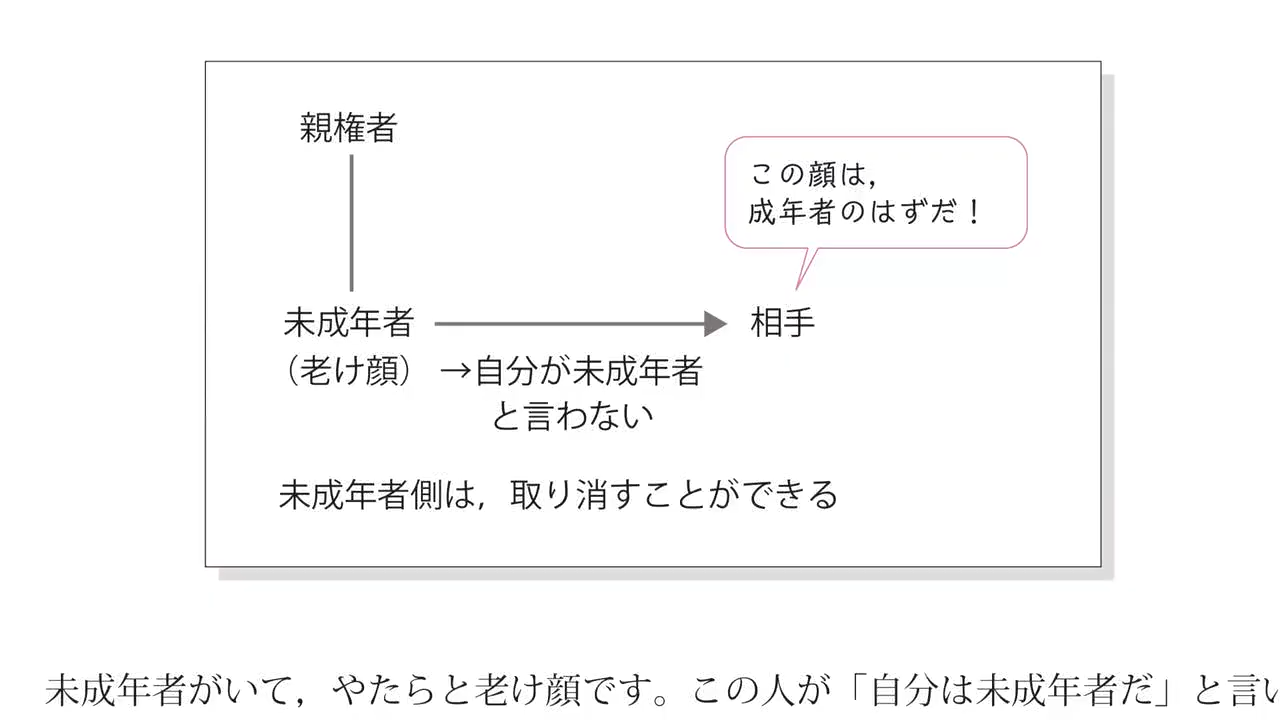 親権者
この顔は，
成年者のはずだ！
未成年者
相手
（老け顔）
→自分が未成年者
と言わない
未成年者側は，取り消すことができる
未成年者がいて，やたらと老け顔です。この人が「自分は未成年者だ」と言